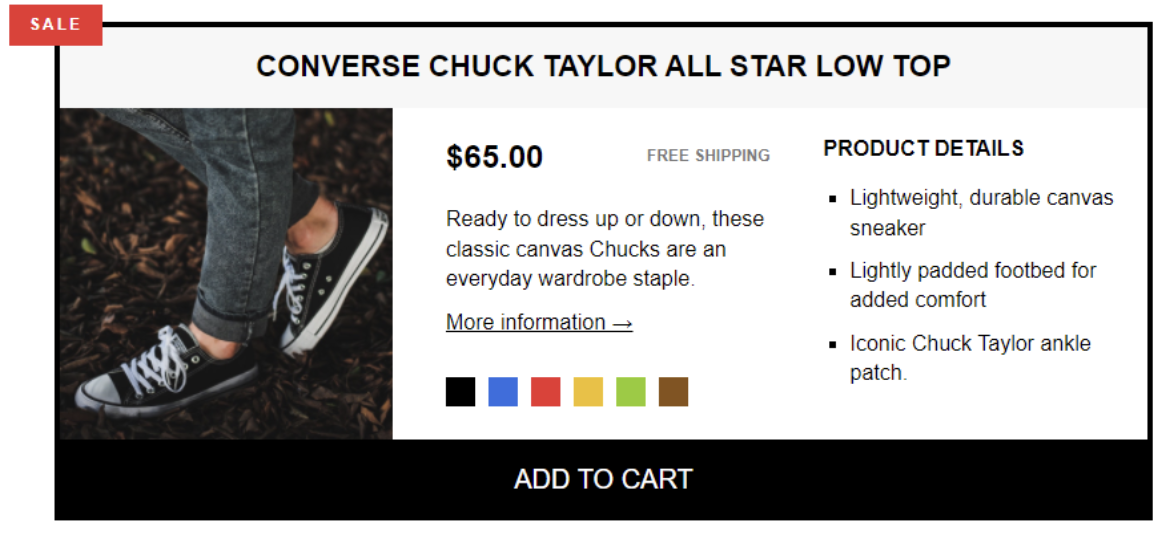 SALE
CONVERSE CHUCK TAYLOR ALL STAR LOW TOP
$65.00
FREE SHIPPING
Ready to dress up or down, these
classic canvas Chucks are an
everyday wardrobe staple.
More information →
PRODUCT DETAILS
Lightweight, durable canvas
sneaker
Lightly padded footbed for
added comfort
Iconic Chuck Taylor ankle
patch.
ADD TO CART